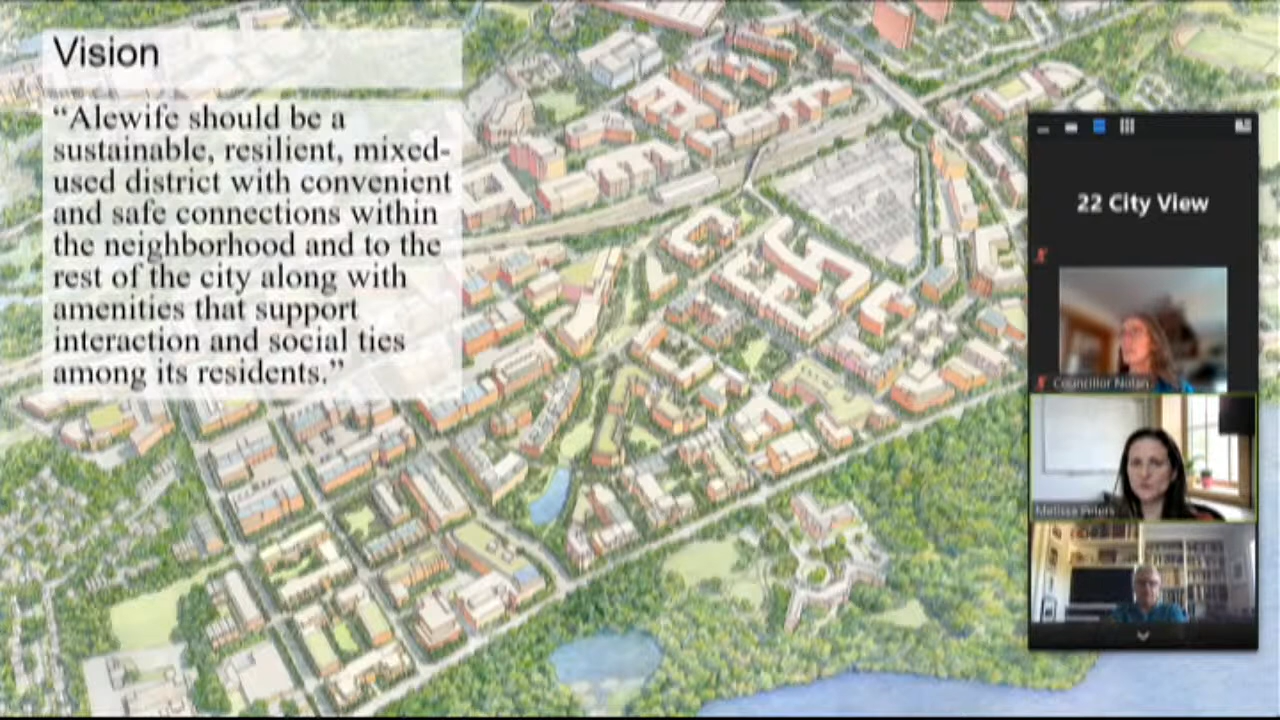 Vision
“Alewife should be a
sustainable, resilient, mixed-
used district with convenient
and safe connections within
the neighborhood and to the
rest of the city along with
amenities that support
interaction and social ties
among its residents.”
22 City View
Councillor Nolan
Melissa Peters